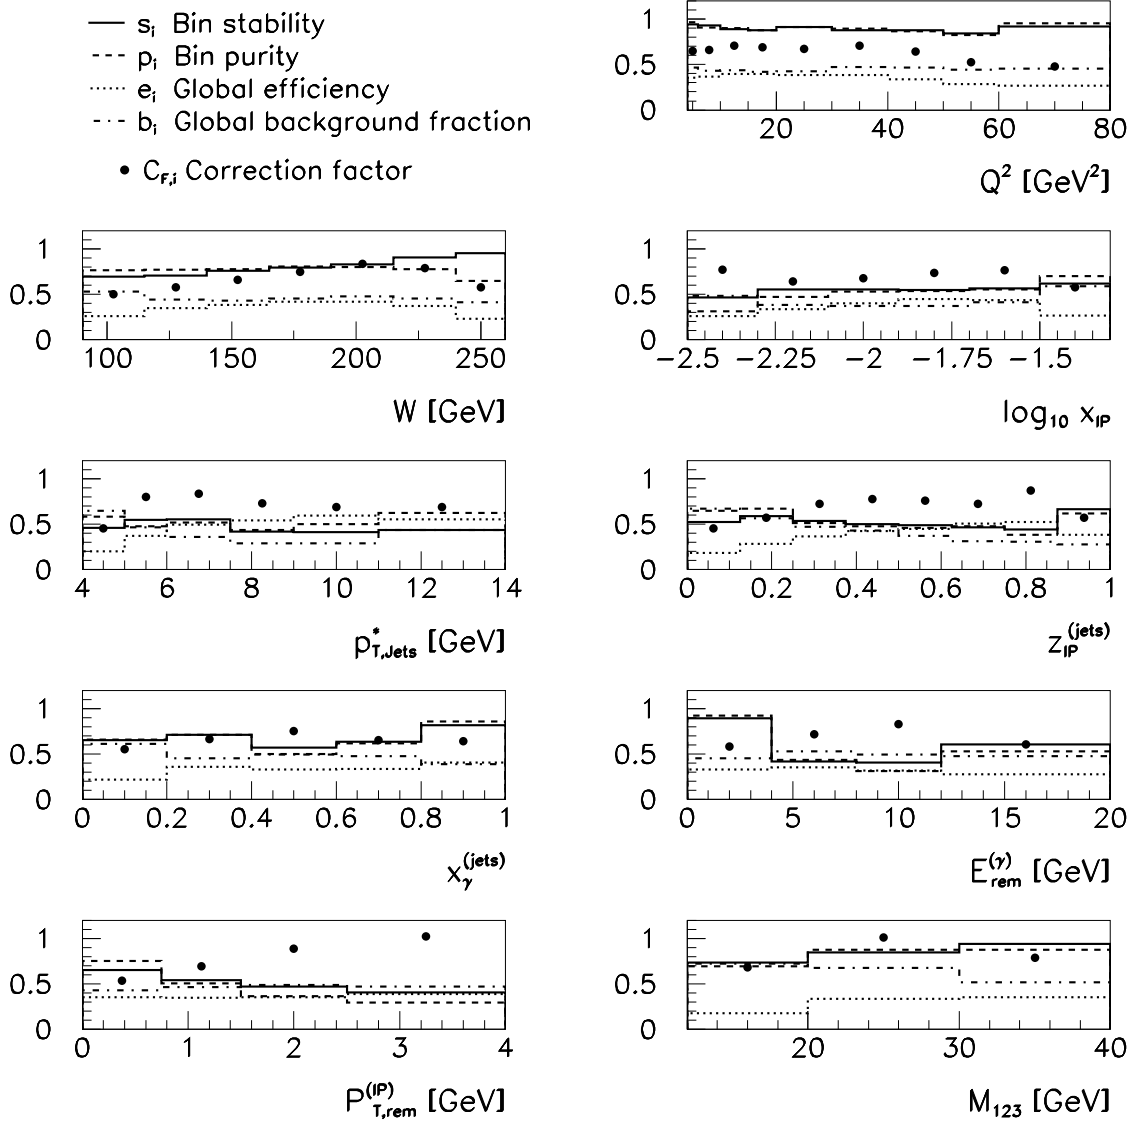 s_i Bin stability
p_i Bin purity
e_i Global efficiency
b_i Global background fraction
C_F,i Correction factor
1
0.5
0
20 40 60 80
Q^2 [GeV^2]
1
0.5
0
100 150 200 250
W [GeV]
1
0.5
0
-2.5 -2.25 -2 -1.75 -1.5
log_10 x_IP
1
0.5
0
4 6 8 10 12 14
p*_T,Jets [GeV]
1
0.5
0
0 0.2 0.4 0.6 0.8 1
z_IP^(jets)
1
0.5
0
0 0.2 0.4 0.6 0.8 1
x_γ^(jets)
1
0.5
0
0 5 10 15 20
E_rem^(γ) [GeV]
1
0.5
0
0 1 2 3 4
P_T,rem^(IP) [GeV]
1
0.5
0
20 30 40
M_123 [GeV]